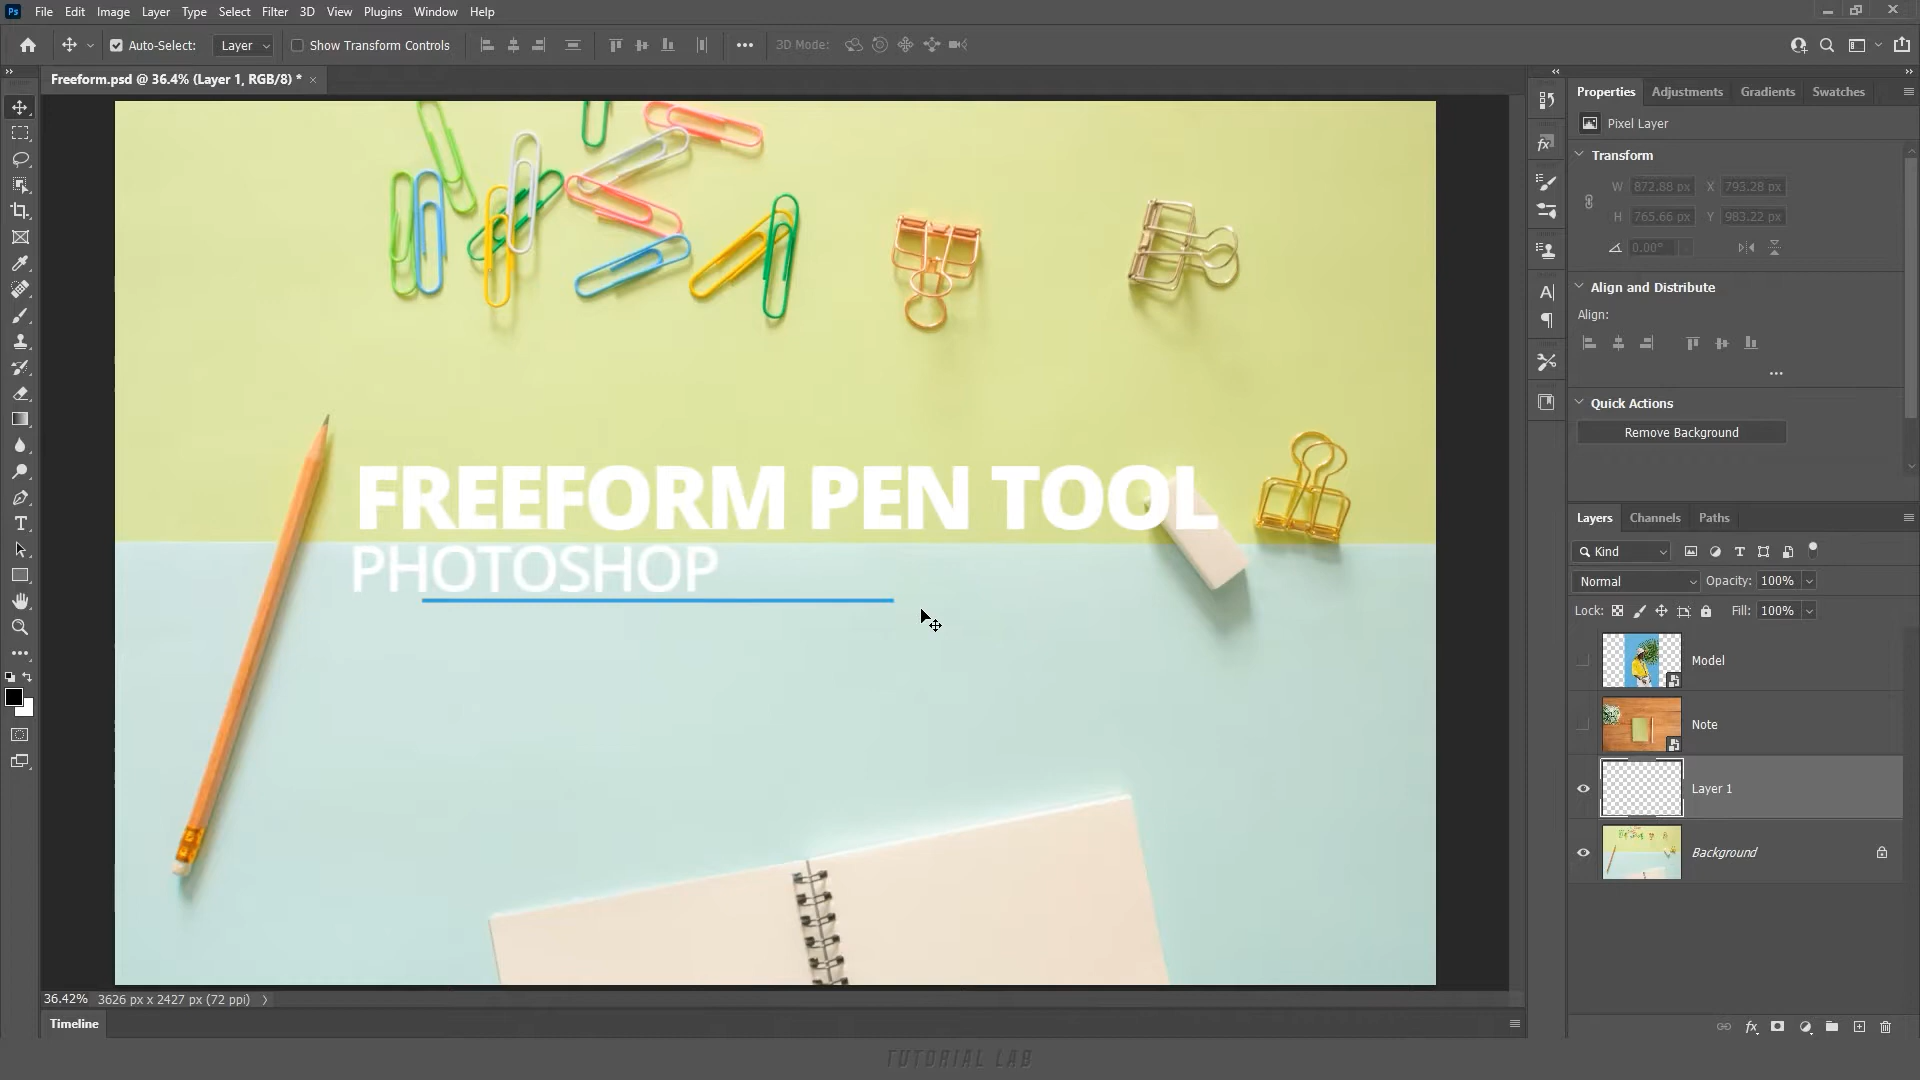 Ps File Edit Image Layer Type Select Filter 3D View Plugins Window Help
Auto-Select: Layer Show Transform Controls 3D Mode:
Freeform.psd @ 36.4% (Layer 1, RGB/8) *
Properties Adjustments Gradients Swatches
Pixel Layer
Transform
W 872.88 px X 793.28 px
H 765.66 px Y 983.22 px
0.00°
Align and Distribute
Align:
Quick Actions
Remove Background
FREEFORM PEN TOOL
PHOTOSHOP
Layers Channels Paths
Kind
Normal Opacity: 100%
Lock: Fill: 100%
Model
Note
Layer 1
Background
36.42% 3626 px x 2427 px (72 ppi)
Timeline
TUTORIAL LAB